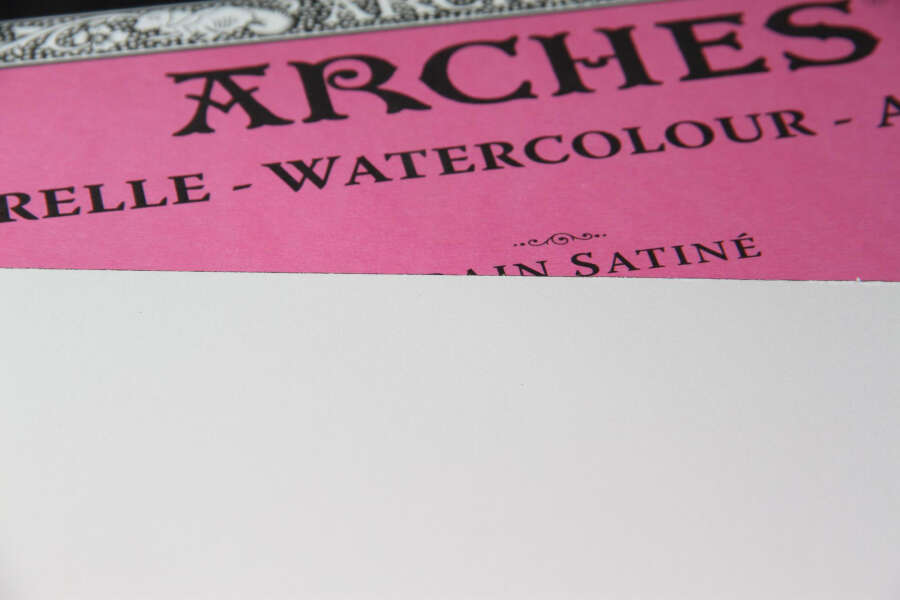 ARCHES
RELLE - WATERCOLOUR - A
AIN SATINÉ